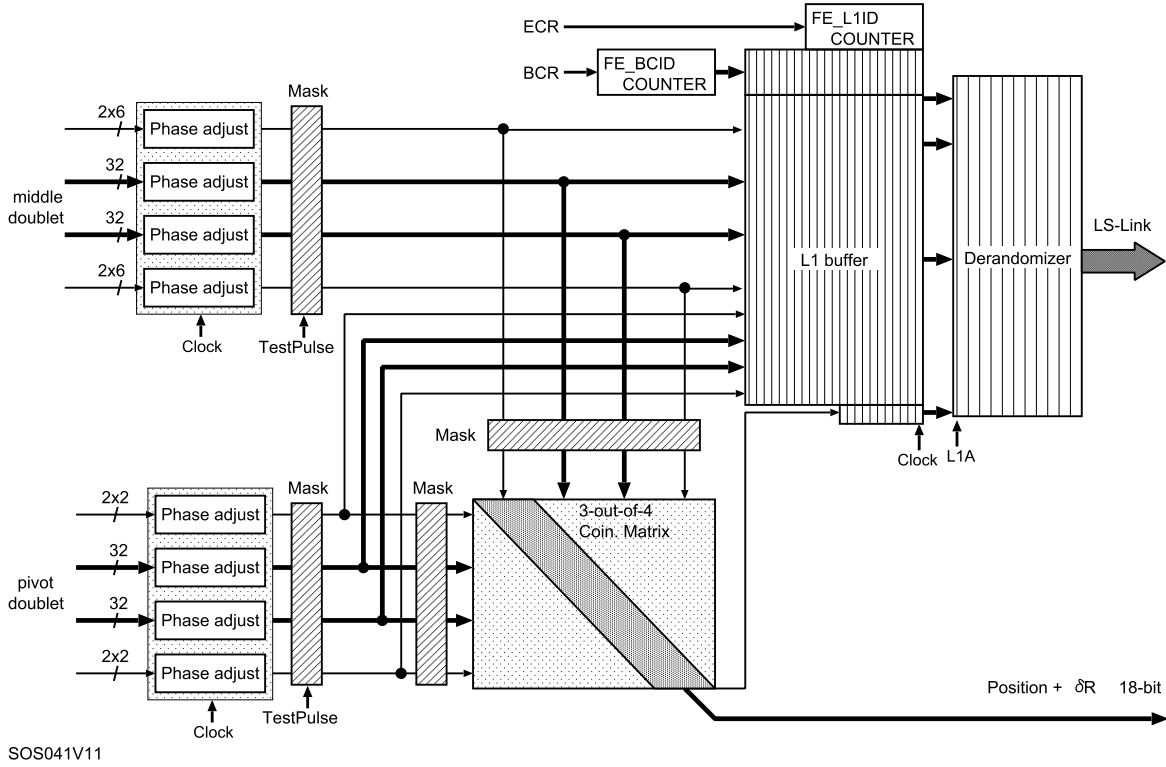 ECR
FE_L1ID
COUNTER
BCR
FE_BCID
COUNTER
Mask
2x6
Phase adjust
32
Phase adjust
middle
doublet
32
Phase adjust
2x6
Phase adjust
Clock
TestPulse
L1 buffer
Derandomizer
LS-Link
Mask
Clock
L1A
Mask
Mask
2x2
Phase adjust
32
Phase adjust
pivot
doublet
32
Phase adjust
2x2
Phase adjust
3-out-of-4
Coin. Matrix
Clock
TestPulse
Position + δR 18-bit
SOS041V11